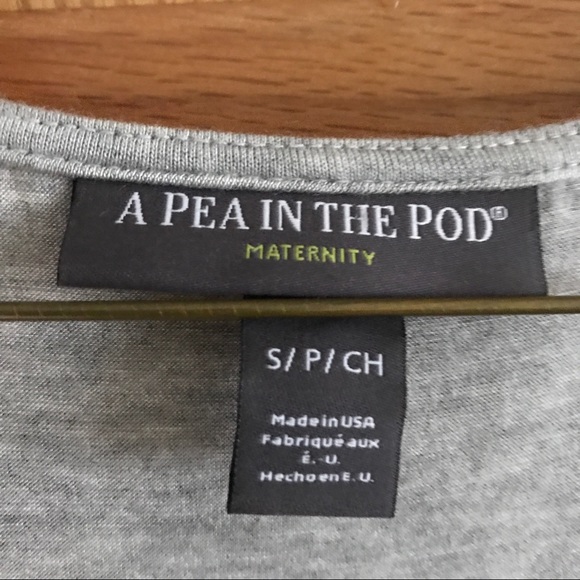 A PEA IN THE POD®
MATERNITY
S/ P/ CH
Made in USA
Fabriqué aux
É.-U.
Hecho en E.U.